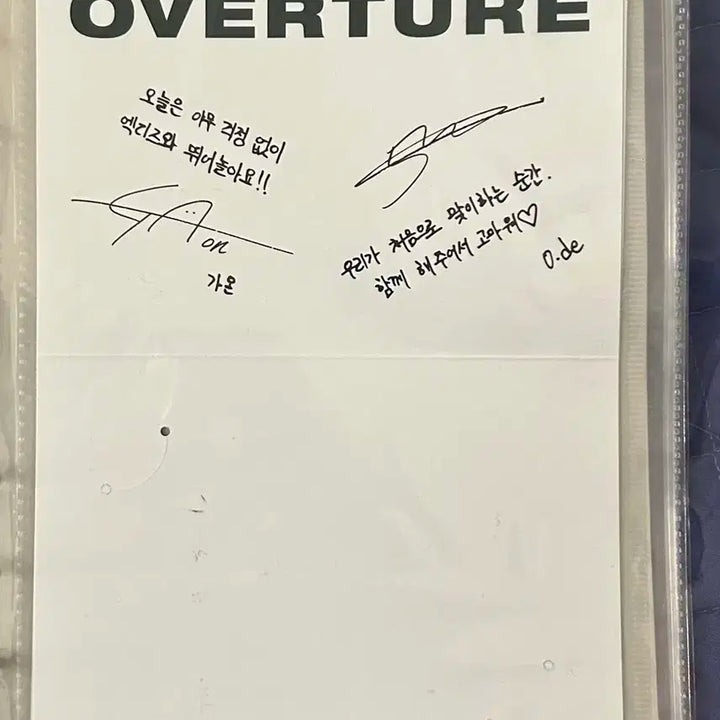 OVERTURE
오늘은 아무 걱정 없이
엑디즈와 뛰어놀아요!!
GAon
가온
우리가 처음으로 맞이하는 순간.
함께 해주어서 고마워♡
O.de